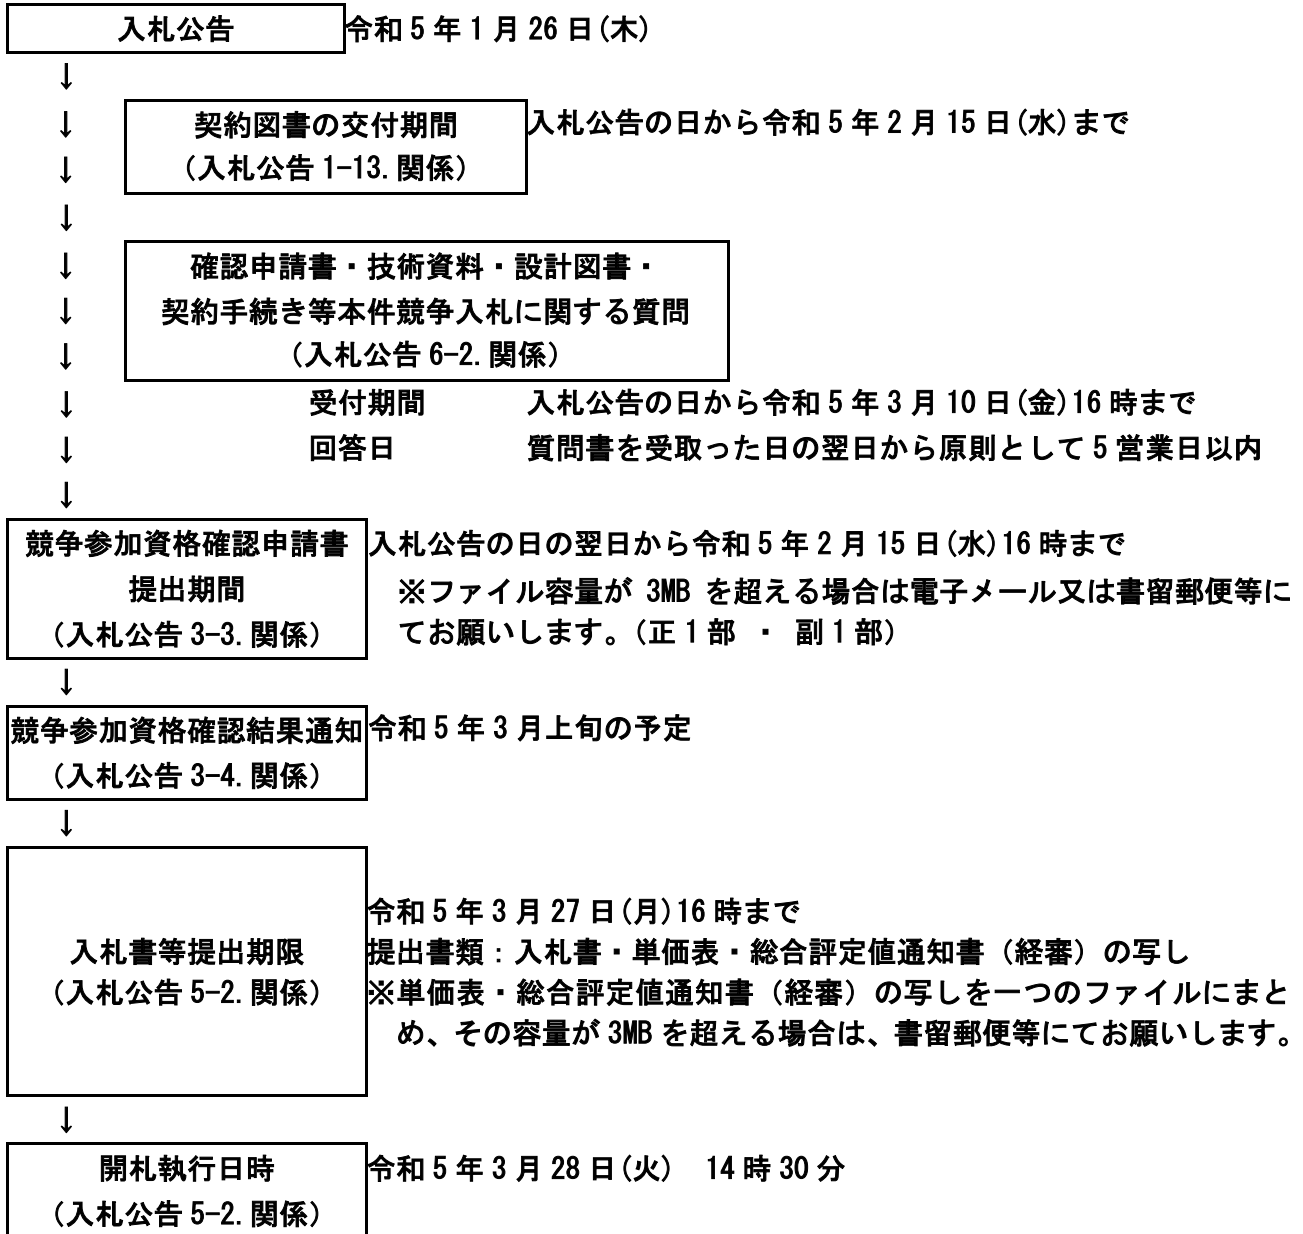 入札公告 令和5年1月26日(木)
↓
↓ 契約図書の交付期間 入札公告の日から令和5年2月15日(水)まで
↓ (入札公告1-13.関係)
↓
↓ 確認申請書・技術資料・設計図書・
↓ 契約手続き等本件競争入札に関する質問
↓ (入札公告6-2.関係)
↓ 受付期間 入札公告の日から令和5年3月10日(金)16時まで
↓ 回答日 質問書を受取った日の翌日から原則として5営業日以内
↓
競争参加資格確認申請書 入札公告の日の翌日から令和5年2月15日(水)16時まで
提出期間 ※ファイル容量が 3MB を超える場合は電子メール又は書留郵便等に
(入札公告3-3.関係) てお願いします。(正1部 ・ 副1部)
↓
競争参加資格確認結果通知 令和5年3月上旬の予定
(入札公告3-4.関係)
↓
令和5年3月27日(月)16時まで
入札書等提出期限 提出書類:入札書・単価表・総合評定値通知書(経審)の写し
(入札公告5-2.関係) ※単価表・総合評定値通知書(経審)の写しを一つのファイルにまと
め、その容量が3MBを超える場合は、書留郵便等にてお願いします。
↓
開札執行日時 令和5年3月28日(火) 14時30分
(入札公告5-2.関係)